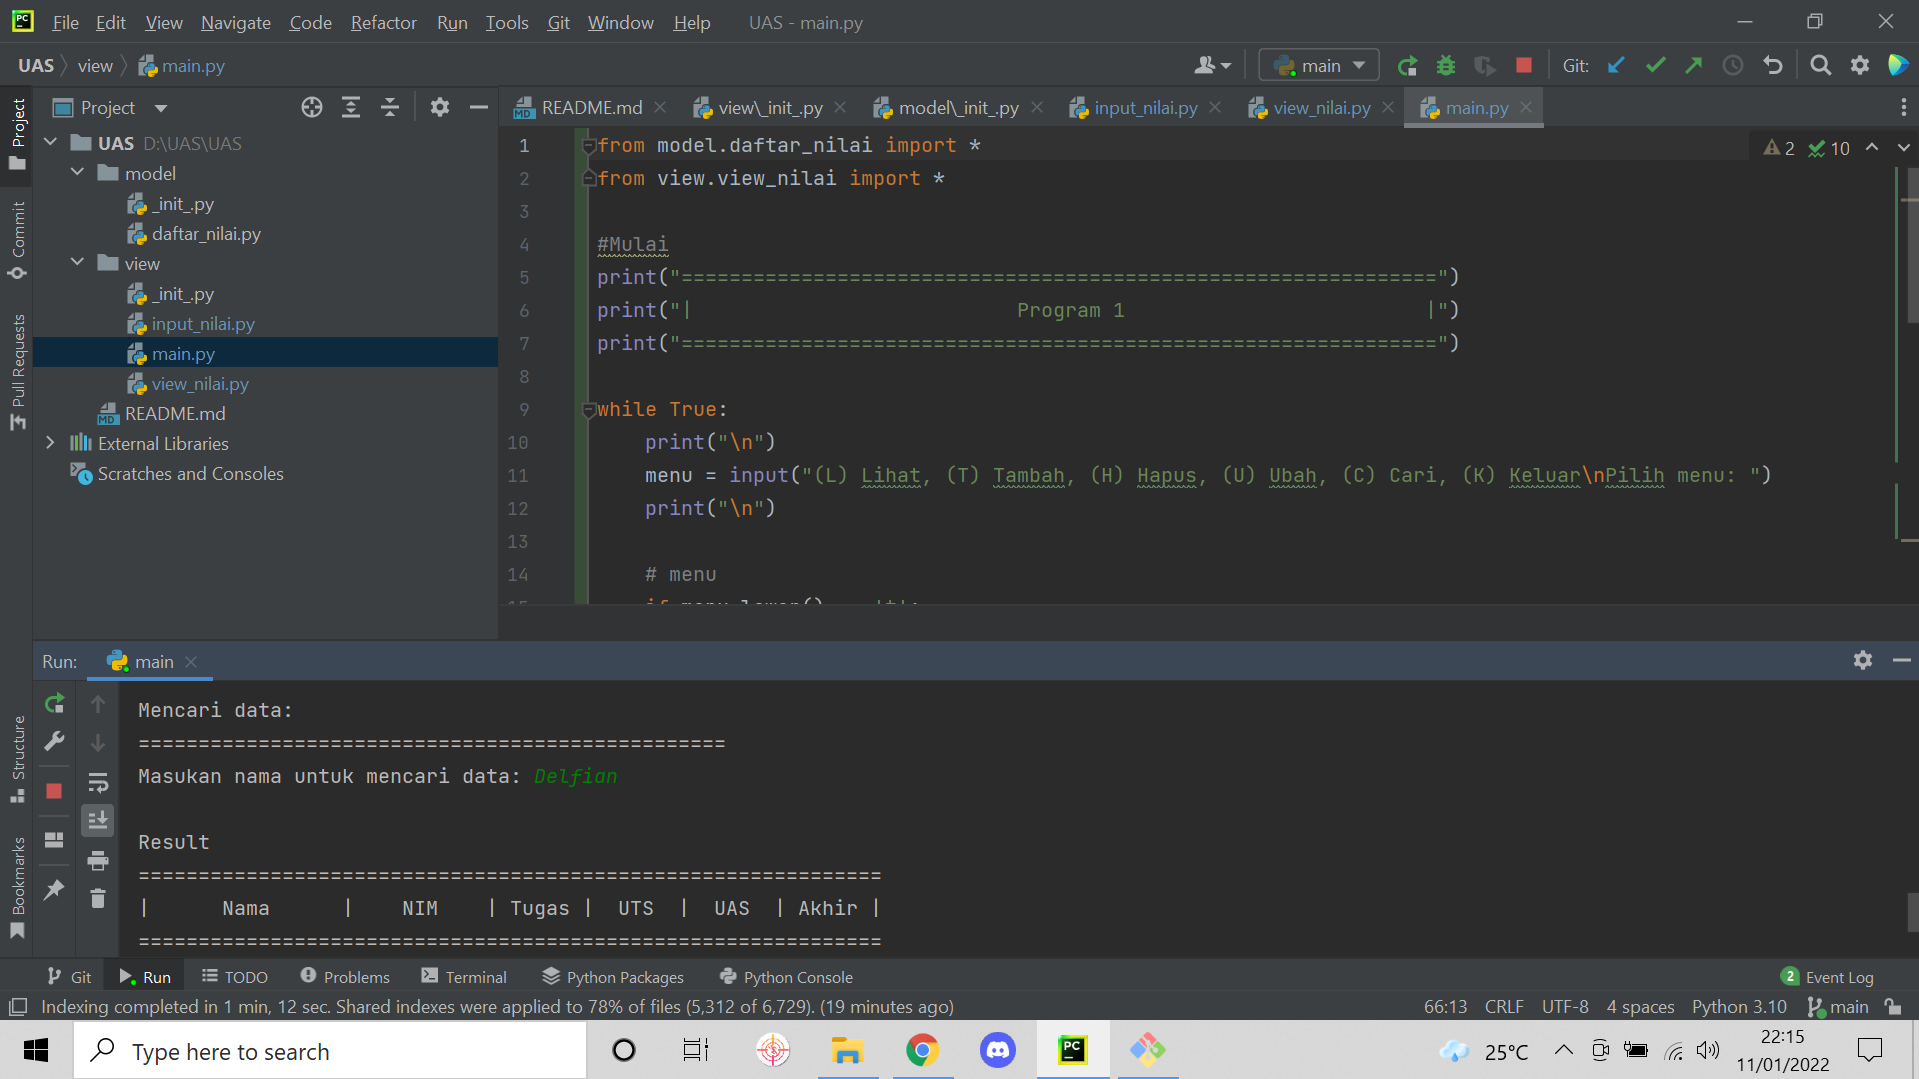 File Edit View Navigate Code Refactor Run Tools Git Window Help UAS - main.py
UAS view main.py main Git:
Project
README.md view\_init_.py model\_init_.py input_nilai.py view_nilai.py main.py
UAS D:\UAS\UAS
model
_init_.py
daftar_nilai.py
view
_init_.py
input_nilai.py
main.py
view_nilai.py
README.md
External Libraries
Scratches and Consoles
Project
Commit
Pull Requests
Structure
Bookmarks
2 10
1 from model.daftar_nilai import *
2 from view.view_nilai import *
3
4 #Mulai
5 print("===============================================================")
6 print("|                           Program 1                         |")
7 print("===============================================================")
8
9 while True:
10 print("\n")
11 menu = input("(L) Lihat, (T) Tambah, (H) Hapus, (U) Ubah, (C) Cari, (K) Keluar\nPilih menu: ")
12 print("\n")
13
14 # menu
Run: main
Mencari data:
=================================================
Masukan nama untuk mencari data: Delfian
Result
==============================================================
|      Nama      |    NIM    | Tugas |  UTS  |  UAS  | Akhir |
==============================================================
Git Run TODO Problems Terminal Python Packages Python Console 2 Event Log
Indexing completed in 1 min, 12 sec. Shared indexes were applied to 78% of files (5,312 of 6,729). (19 minutes ago) 66:13 CRLF UTF-8 4 spaces Python 3.10 main
Type here to search 25°C 22:15
11/01/2022